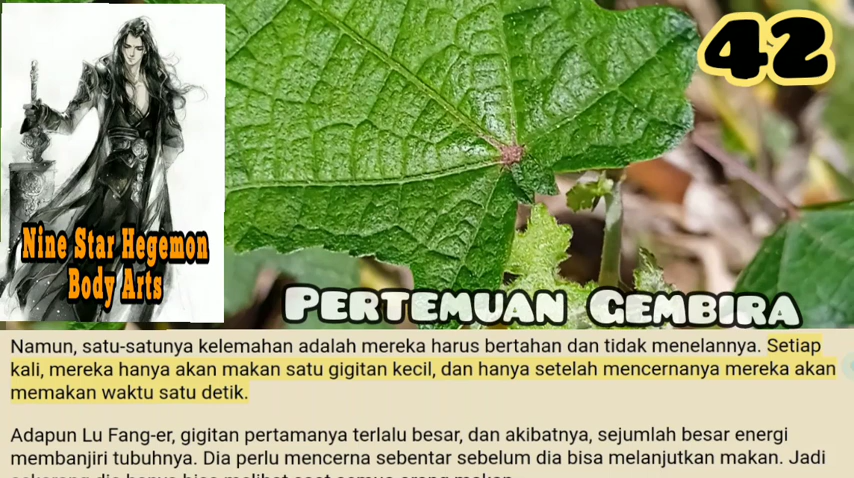 42
Nine Star Hegemon
Body Arts
PERTEMUAN GEMBIRA
Namun, satu-satunya kelemahan adalah mereka harus bertahan dan tidak menelannya. Setiap
kali, mereka hanya akan makan satu gigitan kecil, dan hanya setelah mencernanya mereka akan
memakan waktu satu detik.
Adapun Lu Fang-er, gigitan pertamanya terlalu besar, dan akibatnya, sejumlah besar energi
membanjiri tubuhnya. Dia perlu mencerna sebentar sebelum dia bisa melanjutkan makan. Jadi